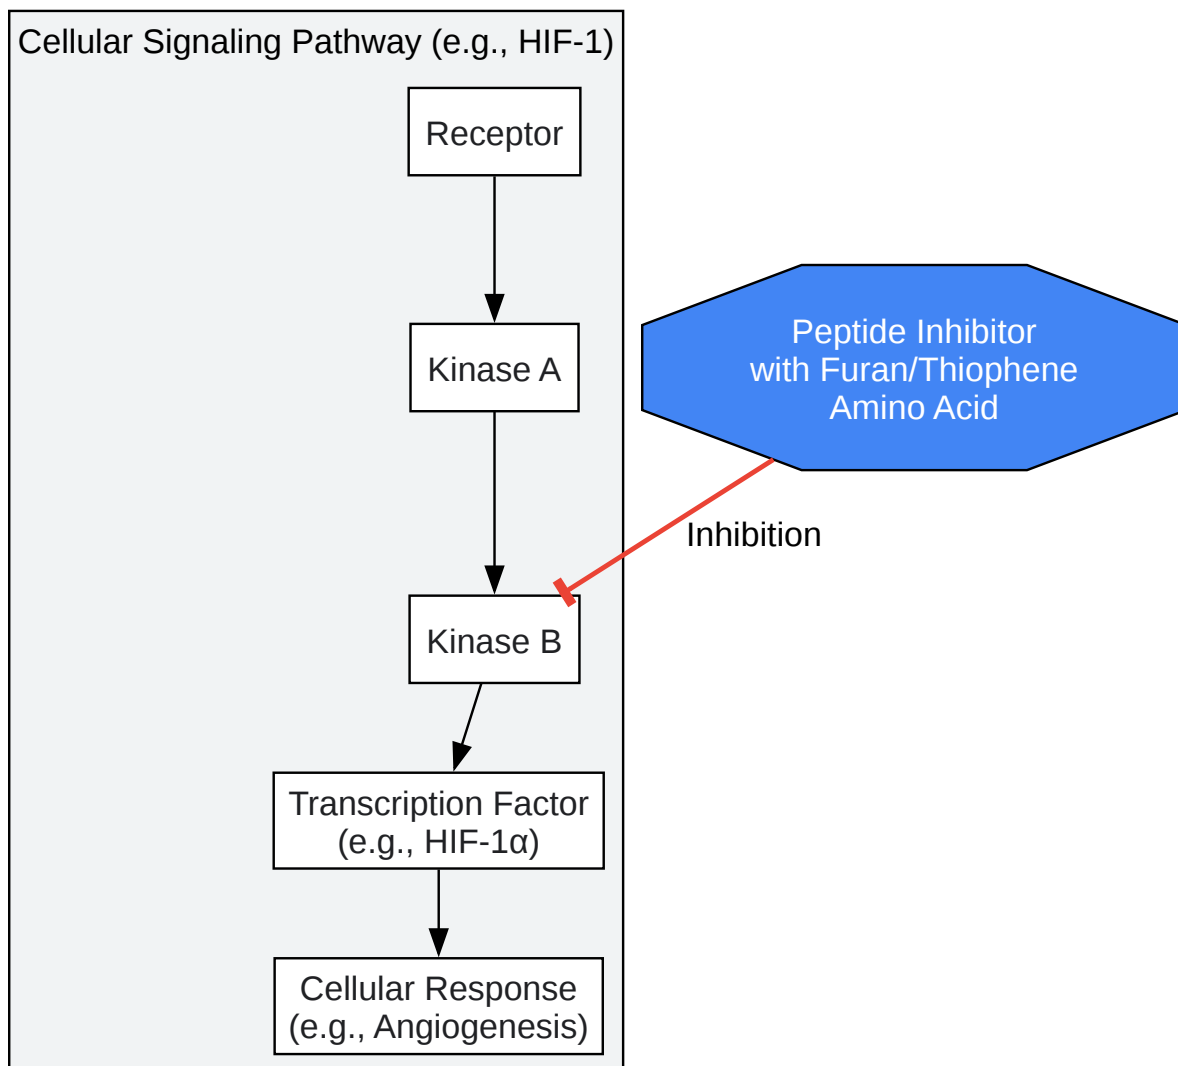 Cellular Signaling Pathway (e.g., HIF-1)
Receptor
Kinase A
Peptide Inhibitor
with Furan/Thiophene
Amino Acid
Inhibition
Kinase B
Transcription Factor
(e.g., HIF-1α)
Cellular Response
(e.g., Angiogenesis)